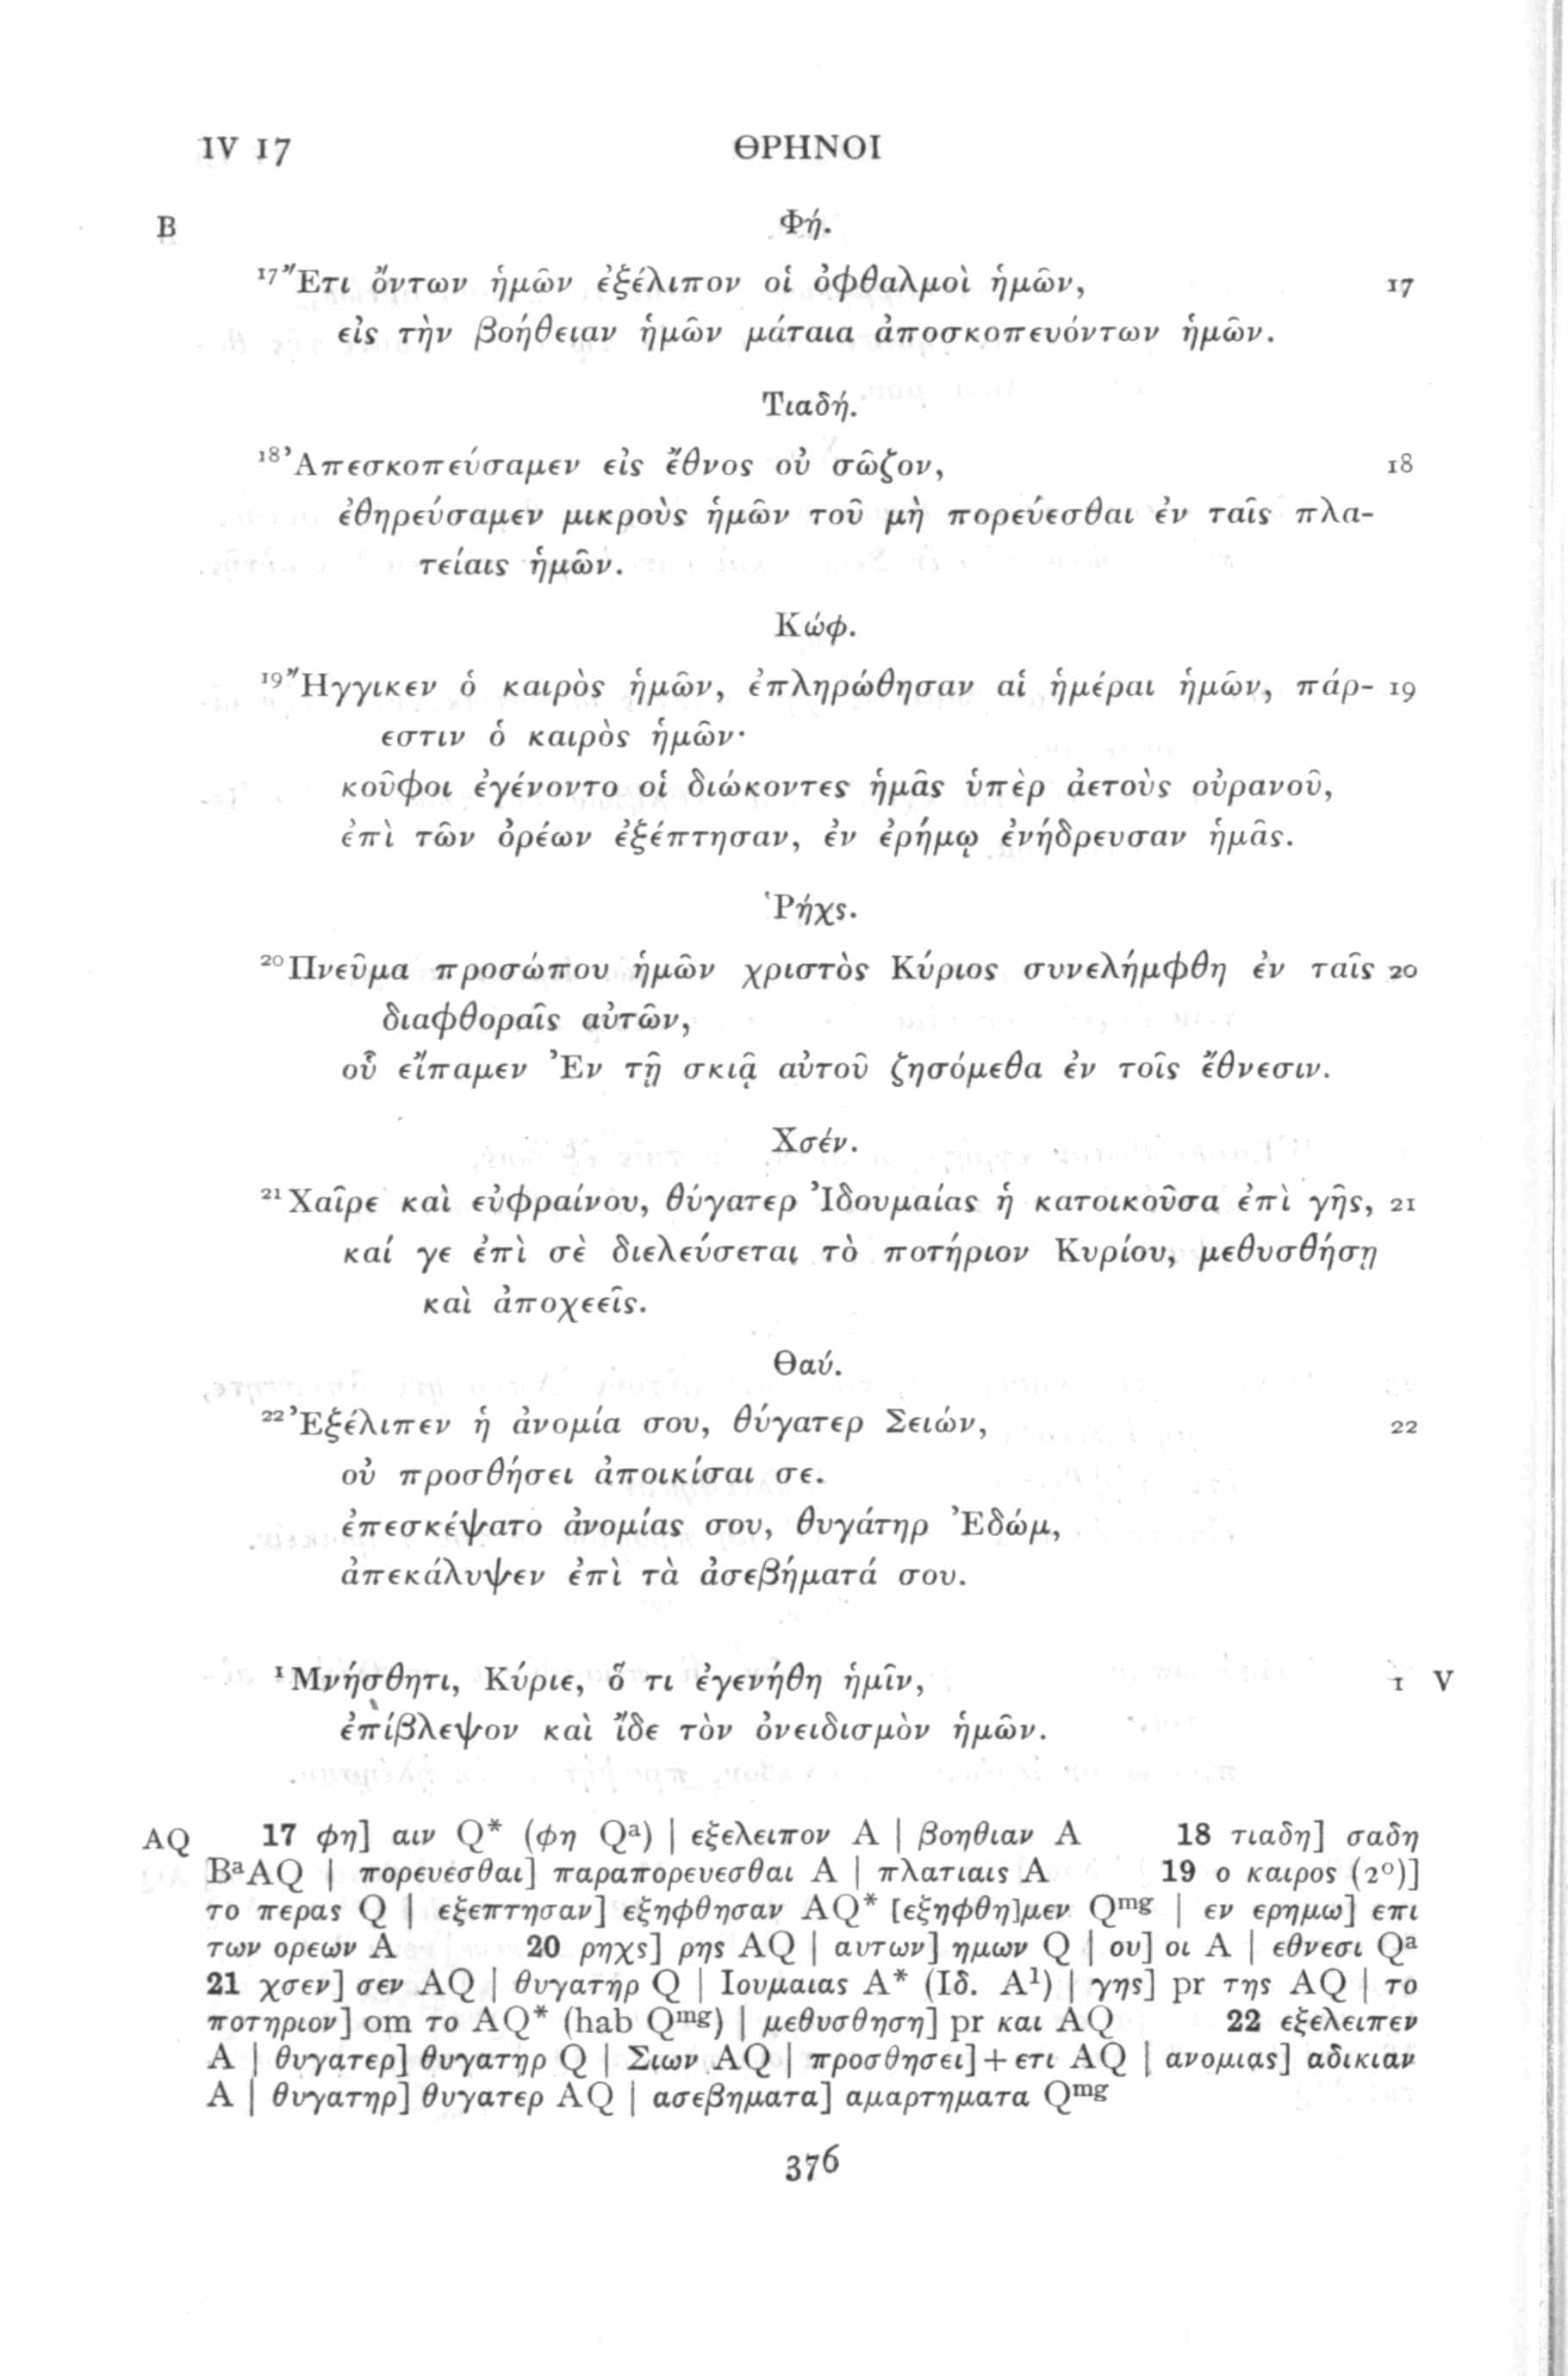 IV 17 ΘΡΗΝΟΙ
B Φή.
¹⁷Ἔτι ὄντων ἡμῶν ἐξέλιπον οἱ ὀφθαλμοὶ ἡμῶν, 17
εἰς τὴν βοήθειαν ἡμῶν μάταια ἀποσκοπευόντων ἡμῶν.
Τιαδή.
¹⁸Ἀπεσκοπεύσαμεν εἰς ἔθνος οὐ σῶζον, 18
ἐθηρεύσαμεν μικροὺς ἡμῶν τοῦ μὴ πορεύεσθαι ἐν ταῖς πλα-
τείαις ἡμῶν.
Κώφ.
¹⁹Ἤγγικεν ὁ καιρὸς ἡμῶν, ἐπληρώθησαν αἱ ἡμέραι ἡμῶν, πάρ- 19
εστιν ὁ καιρὸς ἡμῶν·
κοῦφοι ἐγένοντο οἱ διώκοντες ἡμᾶς ὑπὲρ ἀετοὺς οὐρανοῦ,
ἐπὶ τῶν ὀρέων ἐξέπτησαν, ἐν ἐρήμῳ ἐνήδρευσαν ἡμᾶς.
Ῥήχς.
²⁰Πνεῦμα προσώπου ἡμῶν χριστὸς Κύριος συνελήμφθη ἐν ταῖς 20
διαφθοραῖς αὐτῶν,
οὗ εἴπαμεν Ἐν τῇ σκιᾷ αὐτοῦ ζησόμεθα ἐν τοῖς ἔθνεσιν.
Χσέν.
²¹Χαῖρε καὶ εὐφραίνου, θύγατερ Ἰδουμαίας ἡ κατοικοῦσα ἐπὶ γῆς, 21
καί γε ἐπὶ σὲ διελεύσεται τὸ ποτήριον Κυρίου, μεθυσθήσῃ
καὶ ἀποχεεῖς.
Θαύ.
²²Ἐξέλιπεν ἡ ἀνομία σου, θύγατερ Σειών, 22
οὐ προσθήσει ἀποικίσαι σε.
ἐπεσκέψατο ἀνομίας σου, θυγάτηρ Ἐδώμ,
ἀπεκάλυψεν ἐπὶ τὰ ἀσεβήματά σου.
¹Μνήσθητι, Κύριε, ὅ τι ἐγενήθη ἡμῖν, 1 V
ἐπίβλεψον καὶ ἴδε τὸν ὀνειδισμὸν ἡμῶν.
AQ 17 φη] αιν Q* (φη Qᵃ) | εξελειπον A | βοηθιαν A 18 τιαδη] σαδη
BᵃAQ | πορευεσθαι] παραπορευεσθαι A | πλατιαις A 19 ο καιρος (2⁰)]
το περας Q | εξεπτησαν] εξηφθησαν AQ* [εξηφθη]μεν Qᵐᵍ | εν ερημω] επι
των ορεων A 20 ρηχς] ρης AQ | αυτων] ημων Q | ου] οι A | εθνεσι Qᵃ
21 χσεν] σεν AQ | θυγατηρ Q | Ιουμαιας A* (Ιδ. A¹) | γης] pr της AQ | το
ποτηριον] om το AQ* (hab Qᵐᵍ) | μεθυσθηση] pr και AQ 22 εξελειπεν
A | θυγατερ] θυγατηρ Q | Σιων AQ | προσθησει] + ετι AQ | ανομιας] αδικιαν
A | θυγατηρ] θυγατερ AQ | ασεβηματα] αμαρτηματα Qᵐᵍ
376